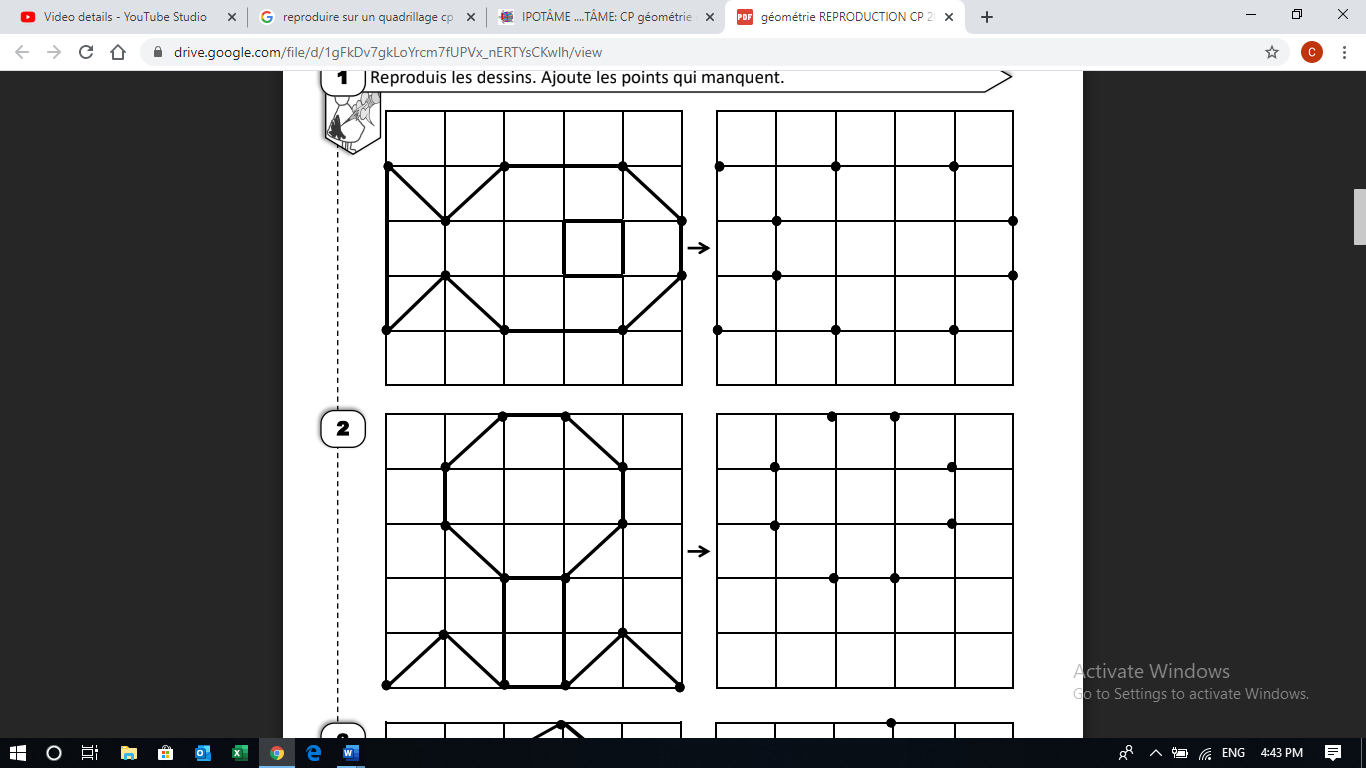 Video details - YouTube Studio
reproduire sur un quadrillage cp
IPOTÂME ....TÂME: CP géométrie
géométrie REPRODUCTION CP 2
drive.google.com/file/d/1gFkDv7gkLoYrcm7fUPVx_nERTYsCKwIh/view
C
1 Reproduis les dessins. Ajoute les points qui manquent.
2
Activate Windows
Go to Settings to activate Windows.
ENG 4:43 PM